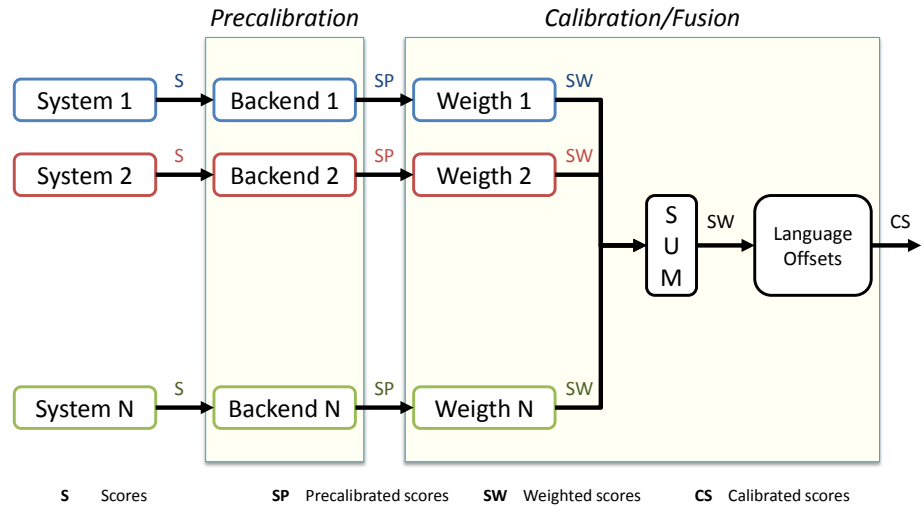 Precalibration Calibration/Fusion
S SP SW
System 1 Backend 1 Weigth 1
S SP SW
System 2 Backend 2 Weigth 2
S
U
M
SW
Language
Offsets
CS
S SP SW
System N Backend N Weigth N
S Scores SP Precalibrated scores SW Weighted scores CS Calibrated scores